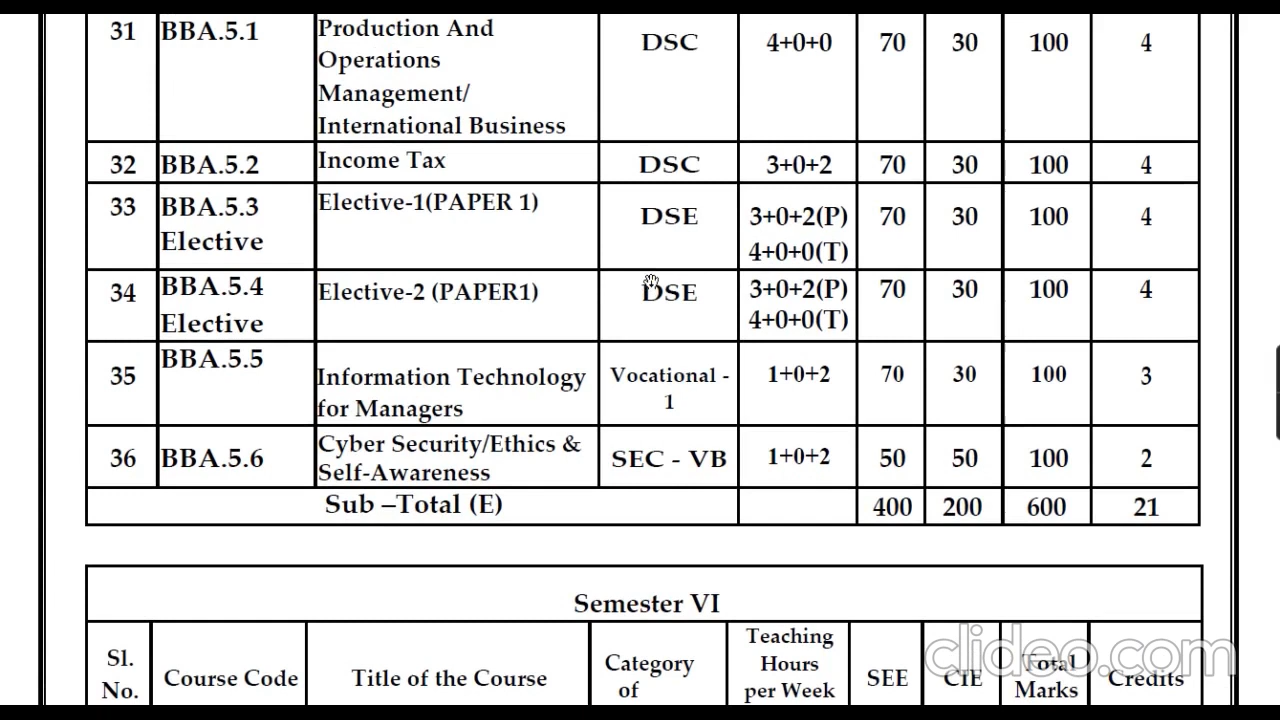 31 BBA.5.1 Production And DSC 4+0+0 70 30 100 4
Operations
Management/
International Business
32 BBA.5.2 Income Tax DSC 3+0+2 70 30 100 4
33 BBA.5.3 Elective-1(PAPER 1) DSE 3+0+2(P) 70 30 100 4
Elective 4+0+0(T)
34 BBA.5.4 Elective-2 (PAPER1) DSE 3+0+2(P) 70 30 100 4
Elective 4+0+0(T)
35 BBA.5.5 Information Technology Vocational - 1+0+2 70 30 100 3
for Managers 1
36 BBA.5.6 Cyber Security/Ethics & SEC - VB 1+0+2 50 50 100 2
Self-Awareness
Sub –Total (E) 400 200 600 21
Semester VI
Sl. Course Code Title of the Course Category Teaching SEE CIE Total Credits
No. of Hours Marks
per Week
clideo.com